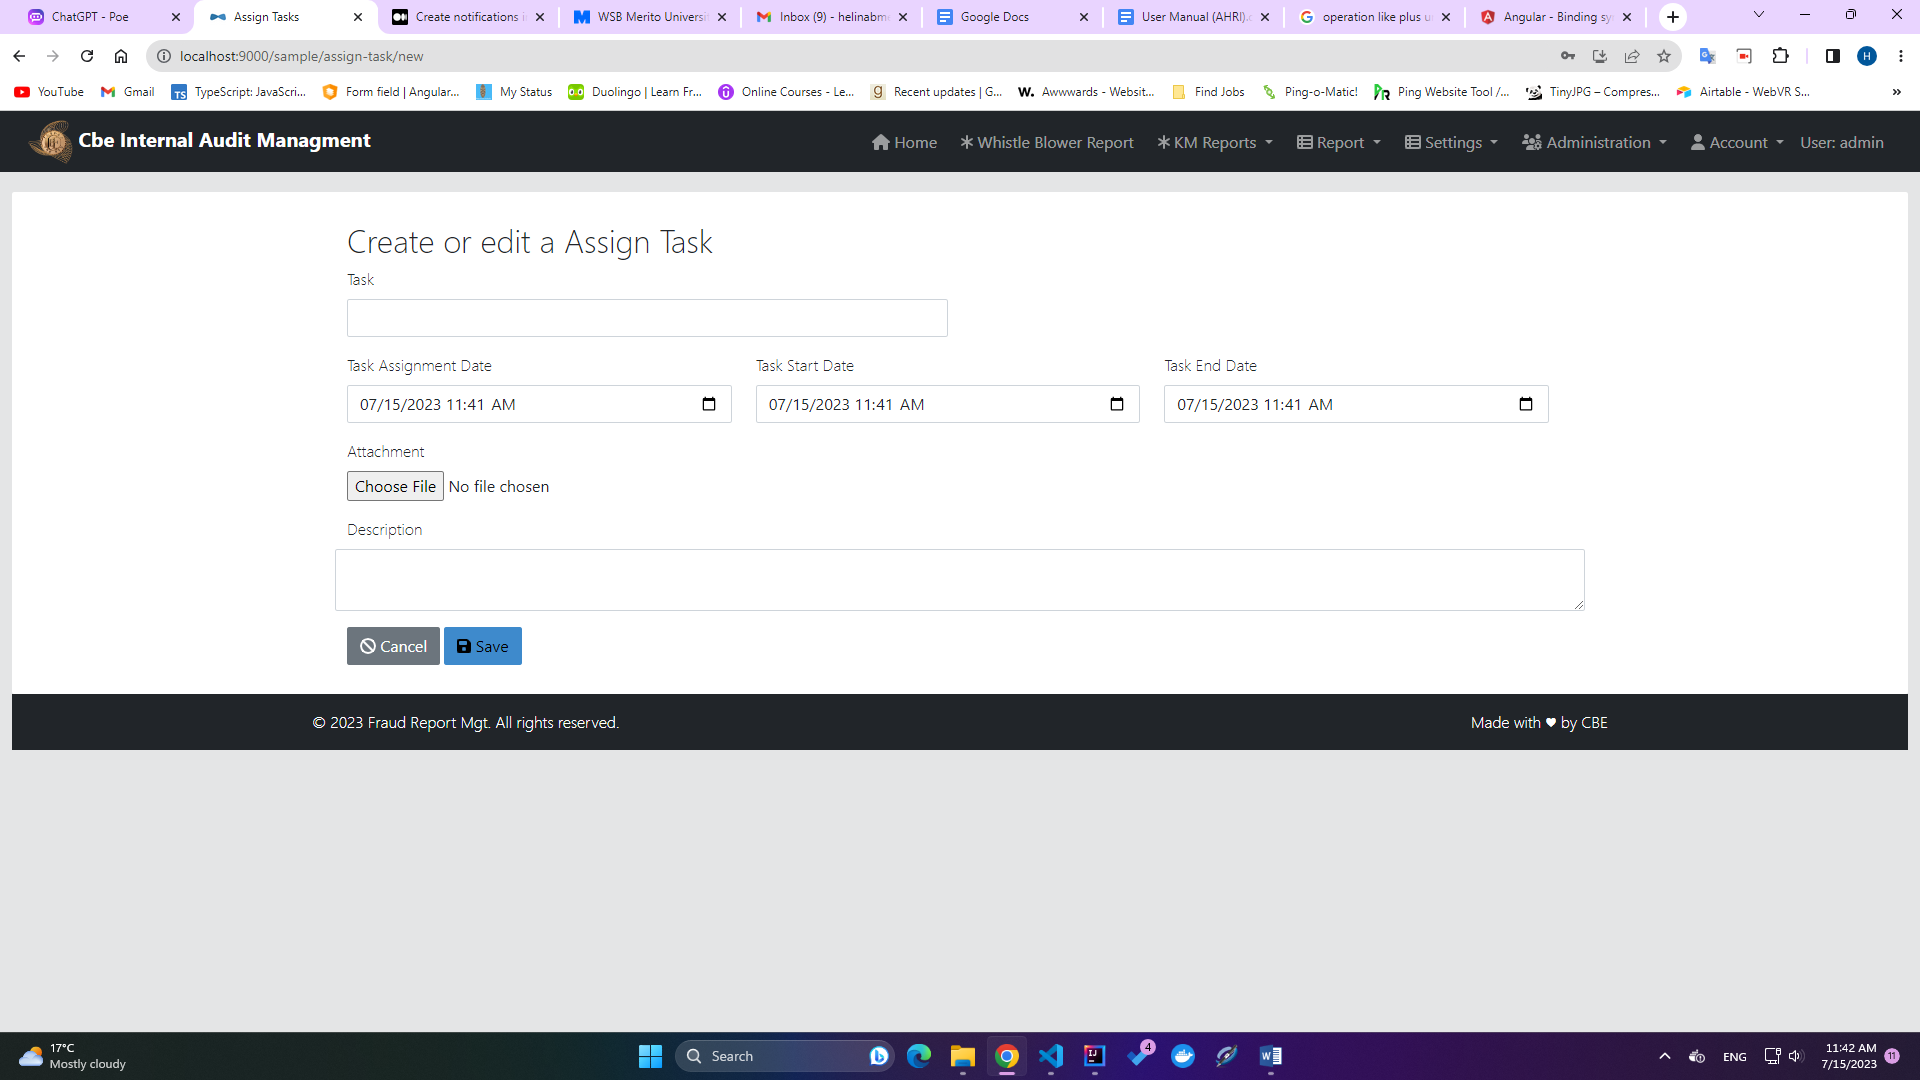 ChatGPT - Poe
Assign Tasks
Create notifications i
WSB Merito Universi
Inbox (9) - helinabm
Google Docs
User Manual (AHRI).
operation like plus u
Angular - Binding sy
localhost:9000/sample/assign-task/new
H
YouTube
Gmail
TypeScript: JavaScri...
Form field | Angular...
My Status
Duolingo | Learn Fr...
Online Courses - Le...
Recent updates | G...
Awwwards - Websit...
Find Jobs
Ping-o-Matic!
Ping Website Tool /...
TinyJPG – Compres...
Airtable - WebVR S...
»
Cbe Internal Audit Managment
Home
Whistle Blower Report
KM Reports
Report
Settings
Administration
Account
User: admin
Create or edit a Assign Task
Task
Task Assignment Date
Task Start Date
Task End Date
07/15/2023 11:41 AM
07/15/2023 11:41 AM
07/15/2023 11:41 AM
Attachment
Choose File No file chosen
Description
Cancel
Save
© 2023 Fraud Report Mgt. All rights reserved.
Made with ♥ by CBE
17°C
Mostly cloudy
Search
4
ENG
11:42 AM
7/15/2023
11